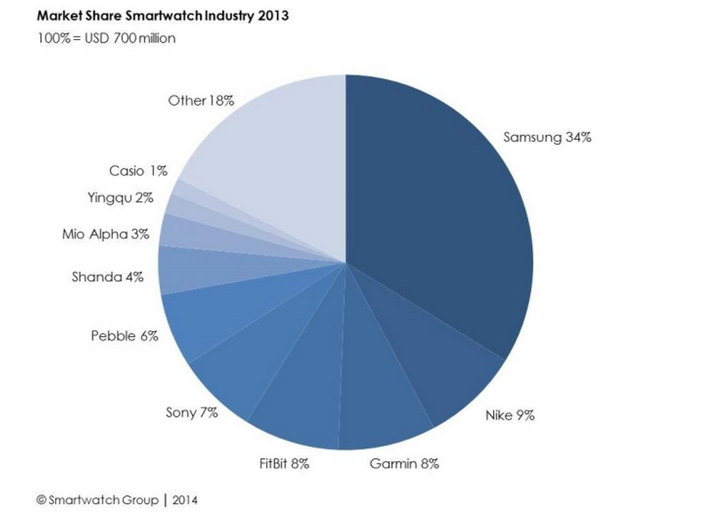 Market Share Smartwatch Industry 2013
100% = USD 700 million
Samsung 34%
Nike 9%
Garmin 8%
FitBit 8%
Sony 7%
Pebble 6%
Shanda 4%
Mio Alpha 3%
Yingqu 2%
Casio 1%
Other 18%
© Smartwatch Group | 2014